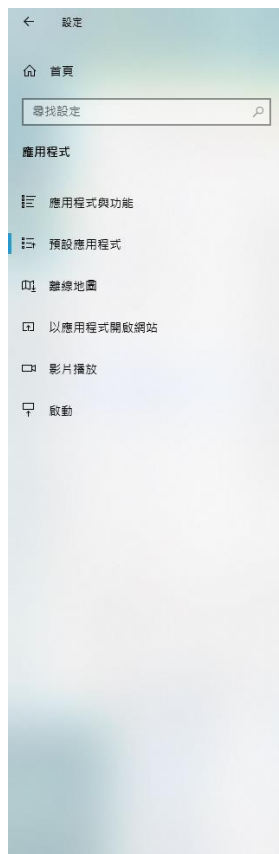 設定
首頁
尋找設定
應用程式
應用程式與功能
預設應用程式
離線地圖
以應用程式開啟網站
影片播放
啟動